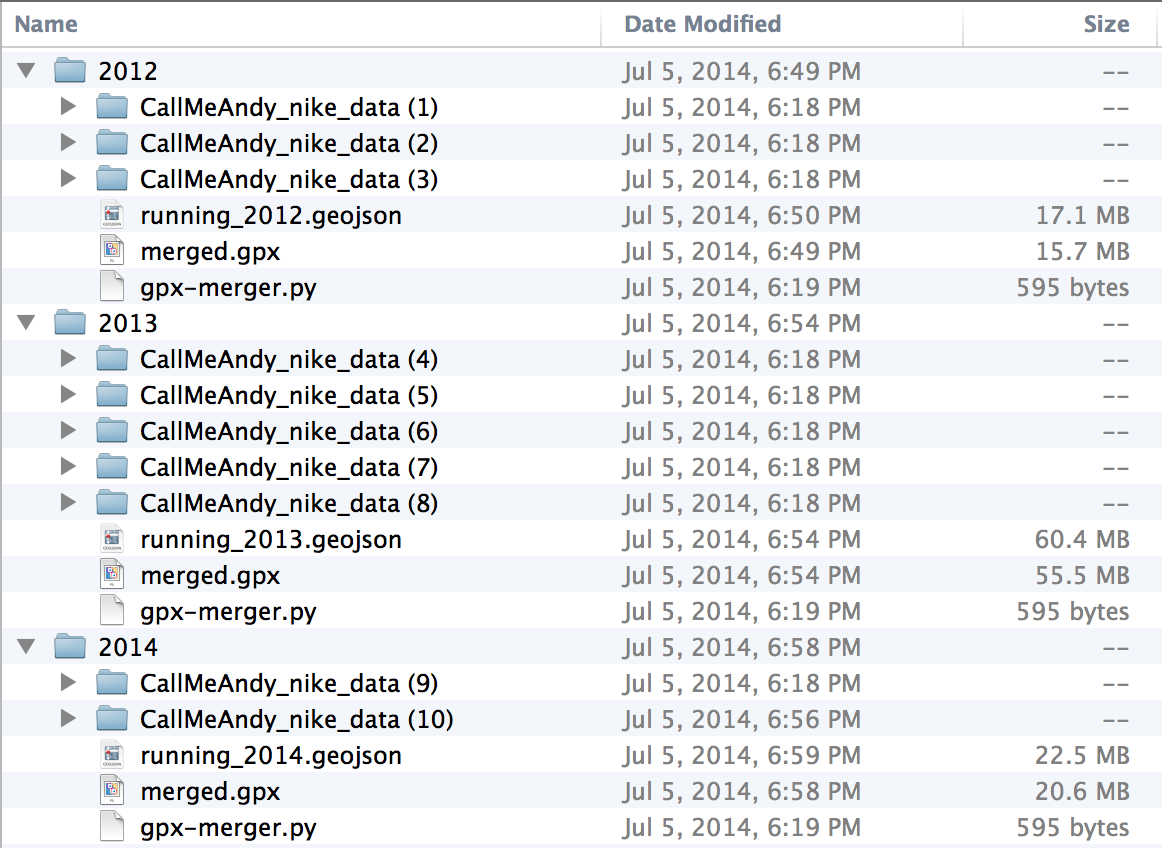 Name Date Modified Size
2012 Jul 5, 2014, 6:49 PM --
CallMeAndy_nike_data (1) Jul 5, 2014, 6:18 PM --
CallMeAndy_nike_data (2) Jul 5, 2014, 6:18 PM --
CallMeAndy_nike_data (3) Jul 5, 2014, 6:18 PM --
running_2012.geojson Jul 5, 2014, 6:50 PM 17.1 MB
merged.gpx Jul 5, 2014, 6:49 PM 15.7 MB
gpx-merger.py Jul 5, 2014, 6:19 PM 595 bytes
2013 Jul 5, 2014, 6:54 PM --
CallMeAndy_nike_data (4) Jul 5, 2014, 6:18 PM --
CallMeAndy_nike_data (5) Jul 5, 2014, 6:18 PM --
CallMeAndy_nike_data (6) Jul 5, 2014, 6:18 PM --
CallMeAndy_nike_data (7) Jul 5, 2014, 6:18 PM --
CallMeAndy_nike_data (8) Jul 5, 2014, 6:18 PM --
running_2013.geojson Jul 5, 2014, 6:54 PM 60.4 MB
merged.gpx Jul 5, 2014, 6:54 PM 55.5 MB
gpx-merger.py Jul 5, 2014, 6:19 PM 595 bytes
2014 Jul 5, 2014, 6:58 PM --
CallMeAndy_nike_data (9) Jul 5, 2014, 6:18 PM --
CallMeAndy_nike_data (10) Jul 5, 2014, 6:56 PM --
running_2014.geojson Jul 5, 2014, 6:59 PM 22.5 MB
merged.gpx Jul 5, 2014, 6:58 PM 20.6 MB
gpx-merger.py Jul 5, 2014, 6:19 PM 595 bytes